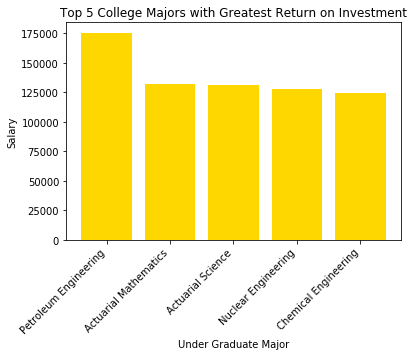 Top 5 College Majors with Greatest Return on Investment
175000
150000
125000
100000
75000
50000
25000
0
Salary
Petroleum Engineering
Actuarial Mathematics
Actuarial Science
Nuclear Engineering
Chemical Engineering
Under Graduate Major